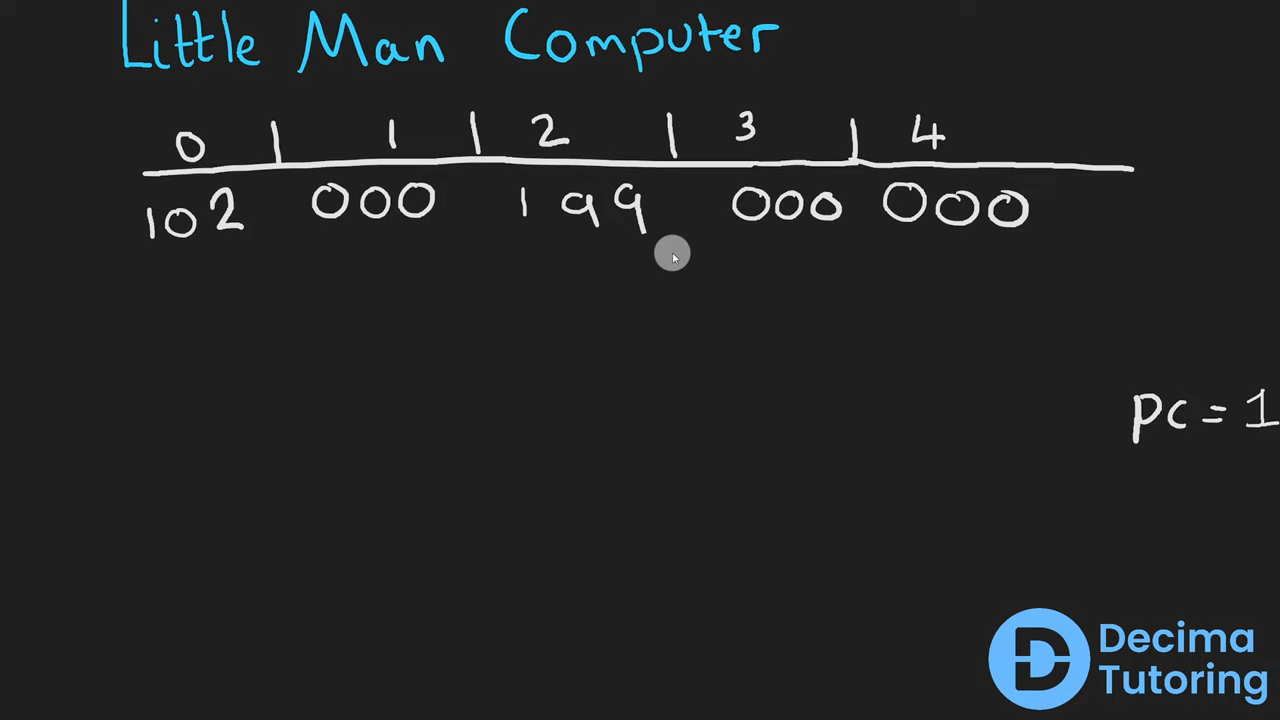 Little Man Computer
0 | 1 | 2 | 3 | 4
102 000 199 000 000
pc = 1
Decima
Tutoring